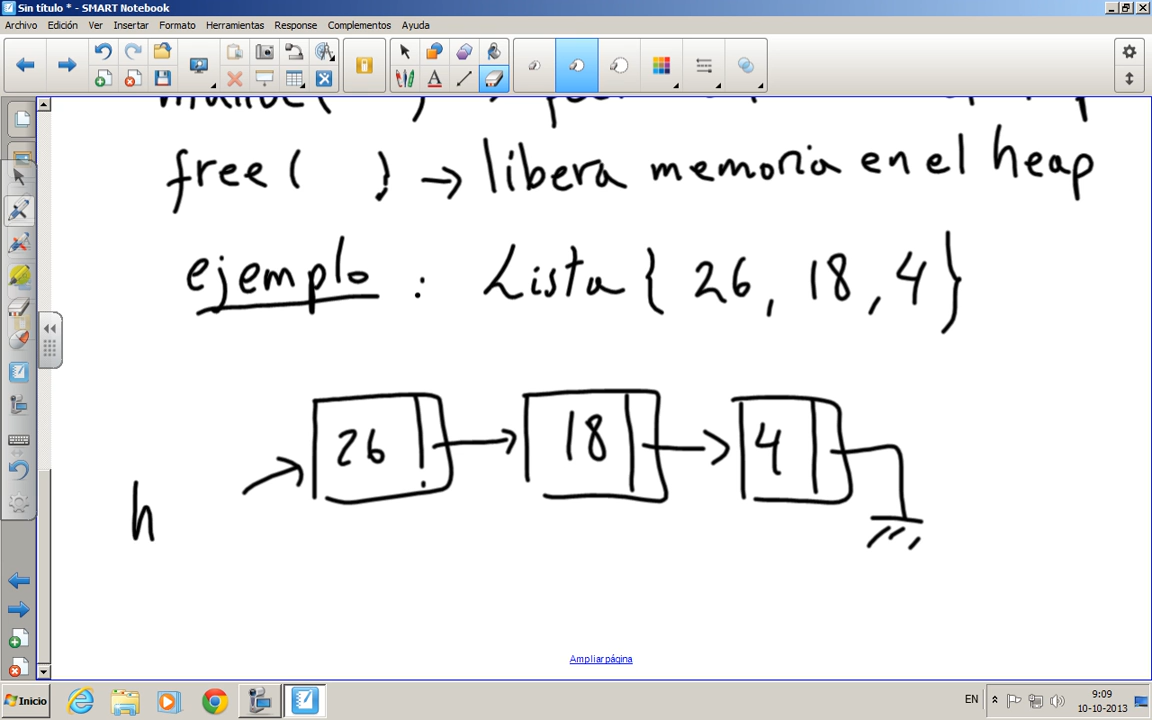 Sin título * - SMART Notebook
Archivo Edición Ver Insertar Formato Herramientas Response Complementos Ayuda
free( ) → libera memoria en el heap
ejemplo : Lista { 26, 18, 4}
26 → 18 → 4
h
Ampliar página
Inicio
EN
9:09
10-10-2013